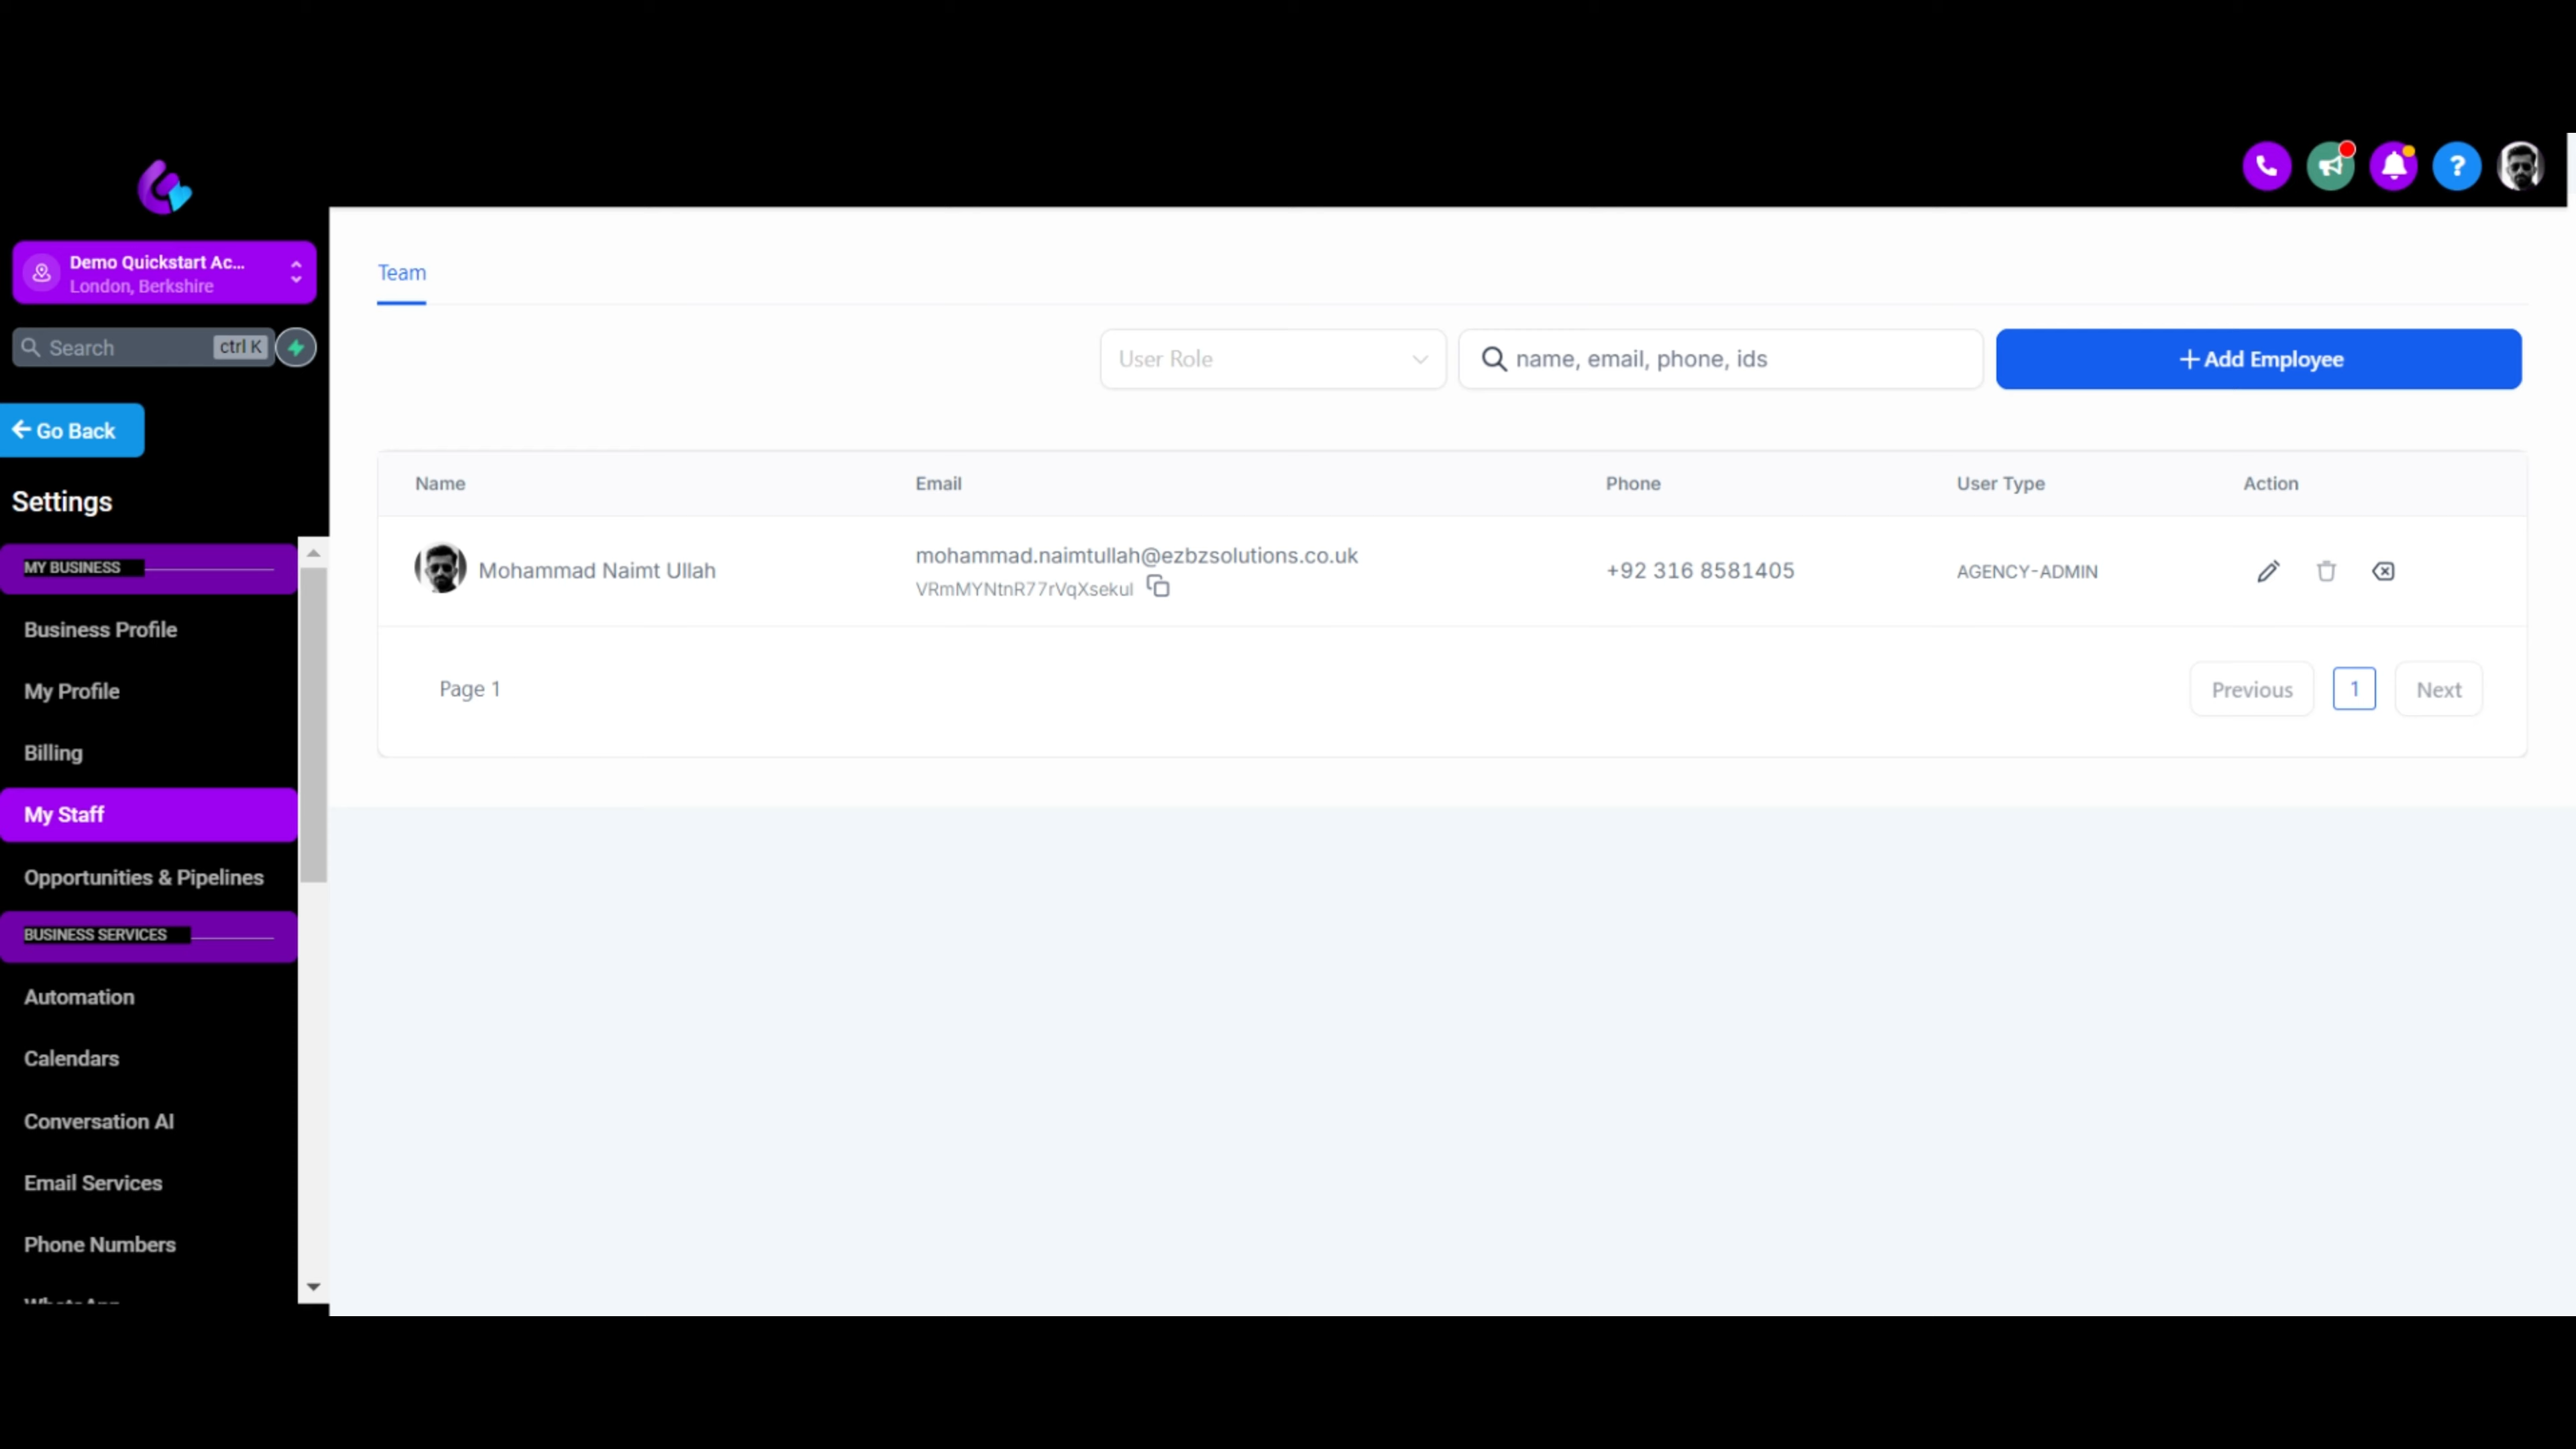 Demo Quickstart Ac...
London, Berkshire
Search ctrl K
Go Back
Settings
MY BUSINESS
Business Profile
My Profile
Billing
My Staff
Opportunities & Pipelines
BUSINESS SERVICES
Automation
Calendars
Conversation AI
Email Services
Phone Numbers
WhatsApp
?
Team
User Role
name, email, phone, ids
+ Add Employee
Name Email Phone User Type Action
Mohammad Naimt Ullah mohammad.naimtullah@ezbzsolutions.co.uk +92 316 8581405 AGENCY-ADMIN
VRmMYNtnR77rVqXsekul
Page 1 Previous 1 Next